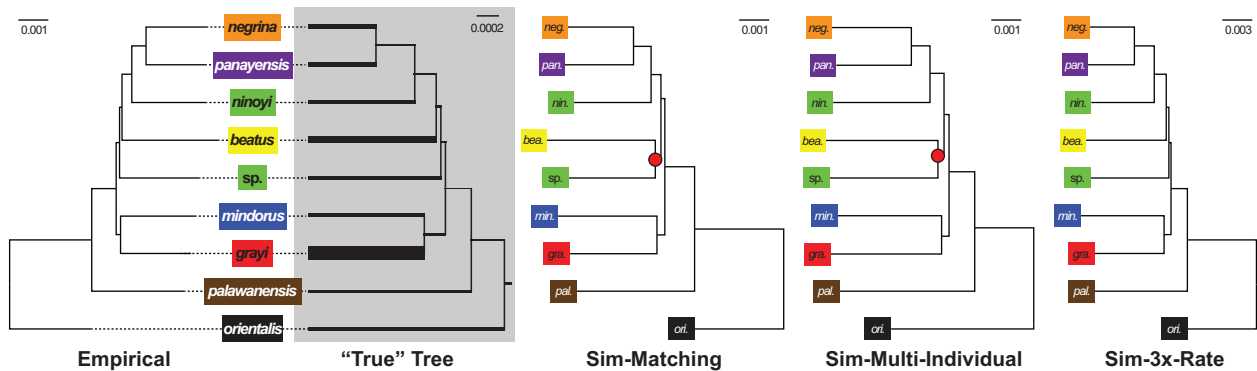 0.001
negrina
panayensis
ninoyi
beatus
sp.
mindorus
grayi
palawanensis
orientalis
Empirical
0.0002
“True” Tree
0.001
neg.
pan.
nin.
bea.
sp.
min.
gra.
pal.
ori.
Sim-Matching
0.001
neg.
pan.
nin.
bea.
sp.
min.
gra.
pal.
ori.
Sim-Multi-Individual
0.003
neg.
pan.
nin.
bea.
sp.
min.
gra.
pal.
ori.
Sim-3x-Rate